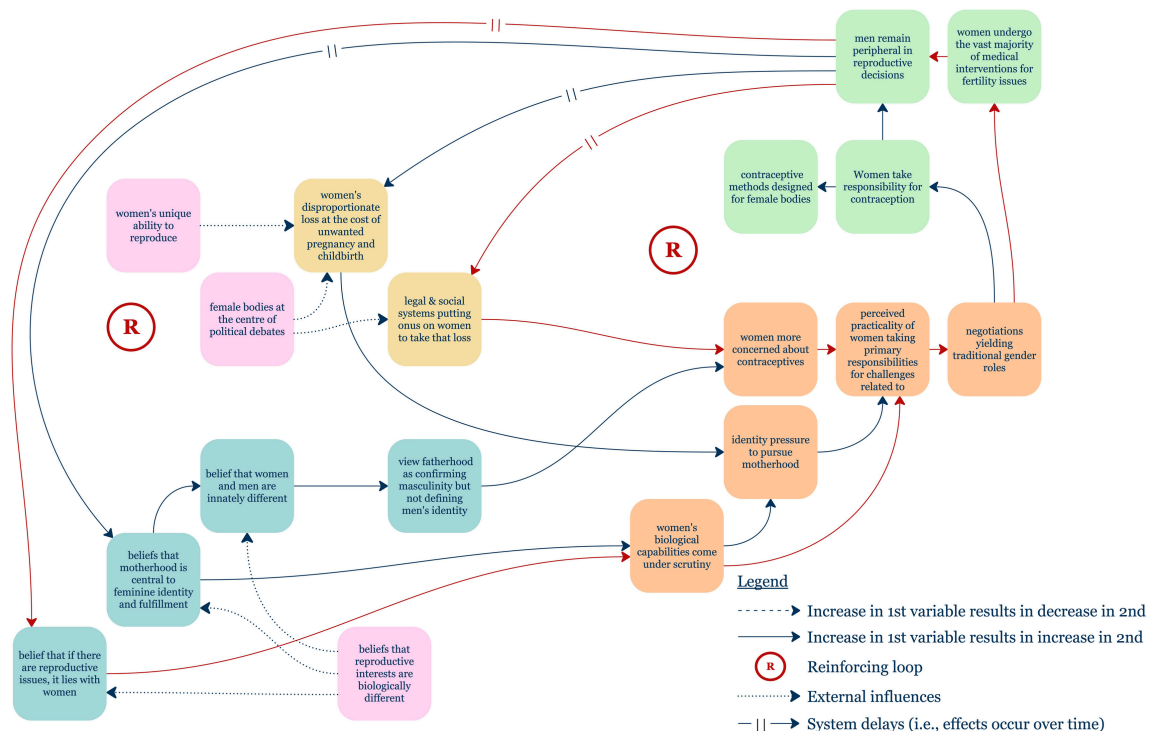 men remain
peripheral in
reproductive
decisions
women undergo
the vast majority
of medical
interventions for
fertility issues
contraceptive
methods designed
for female bodies
Women take
responsibility for
contraception
women's unique
ability to
reproduce
women's
disproportionate
loss at the cost of
unwanted
pregnancy and
childbirth
R
female bodies at
the centre of
political debates
legal & social
systems putting
onus on women
to take that loss
R
women more
concerned about
contraceptives
perceived
practicality of
women taking
primary
responsibilities
for challenges
related to
negotiations
yielding
traditional gender
roles
identity pressure
to pursue
motherhood
belief that women
and men are
innately different
view fatherhood
as confirming
masculinity but
not defining
men's identity
women's
biological
capabilities come
under scrutiny
beliefs that
motherhood is
central to
feminine identity
and fulfillment
belief that if there
are reproductive
issues, it lies with
women
beliefs that
reproductive
interests are
biologically
different
Legend
Increase in 1st variable results in decrease in 2nd
Increase in 1st variable results in increase in 2nd
R Reinforcing loop
External influences
System delays (i.e., effects occur over time)